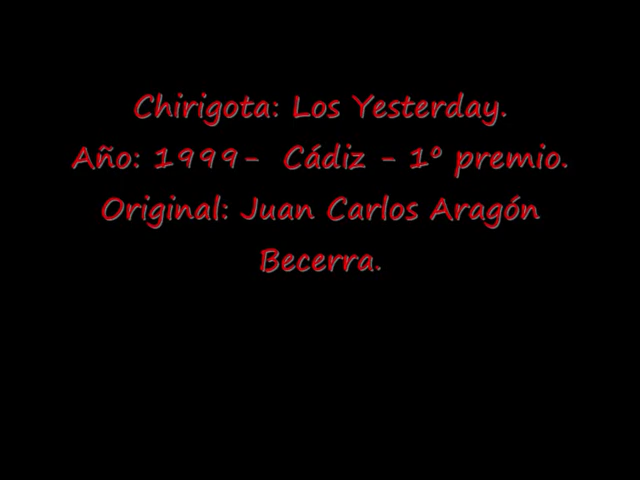 Chirigota: Los Yesterday.
Año: 1999- Cádiz - 1º premio.
Original: Juan Carlos Aragón
Becerra.